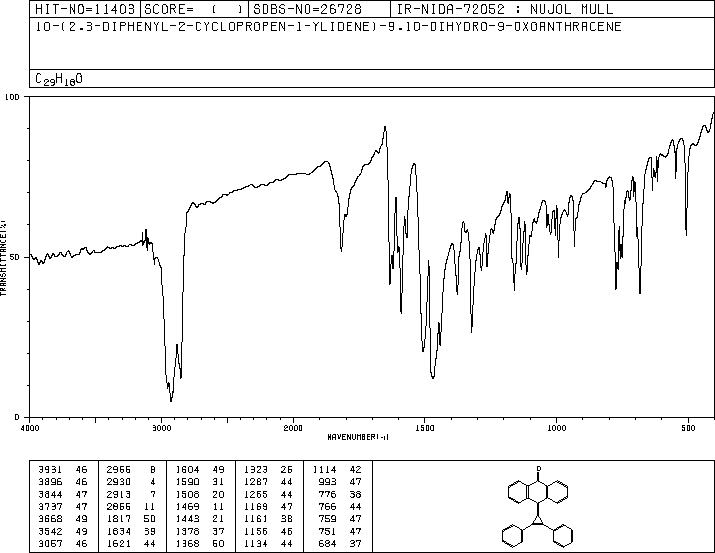 HIT-NO=11403 SCORE= ( ) SDBS-NO=26728 IR-NIDA-72052 : NUJOL MULL
10-(2,3-DIPHENYL-2-CYCLOPROPEN-1-YLIDENE)-9,10-DIHYDRO-9-OXOANTHRACENE
C29H18O
100
50
0
TRANSMITTANCE(%)
4000 3000 2000 1500 1000 500
WAVENUMBER(-1)
3931 46 2956 8 1604 49 1323 26 1114 42
3896 46 2930 4 1590 31 1287 44 993 47
3844 47 2913 7 1508 20 1265 44 776 38
3737 47 2866 11 1469 11 1169 47 766 44
3668 49 1817 50 1443 21 1161 38 759 47
3542 49 1634 39 1378 37 1156 46 751 47
3067 46 1621 44 1368 60 1134 44 684 37
O